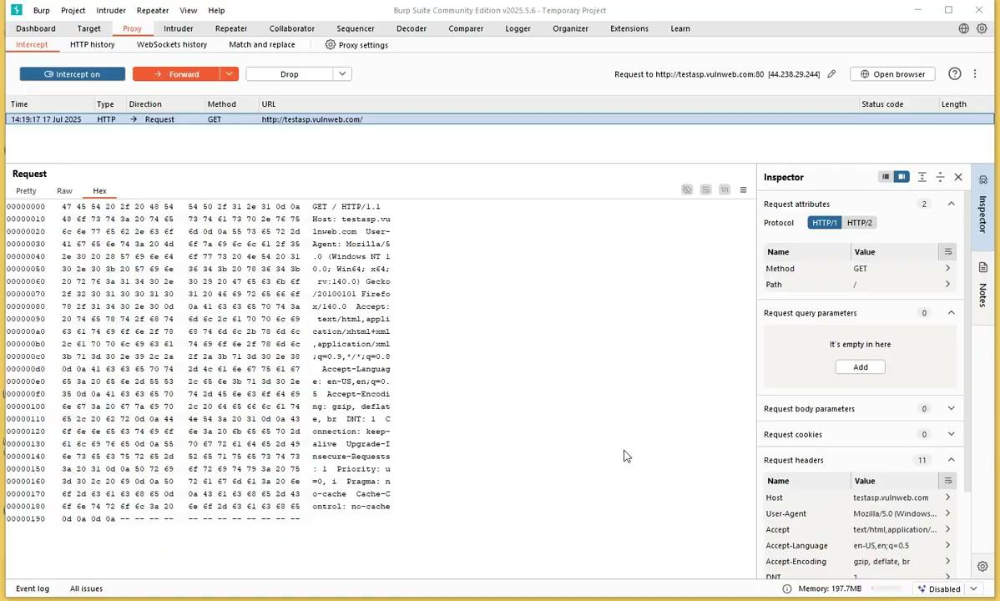 Burp Project Intruder Repeater View Help Burp Suite Community Edition v2025.5.6 - Temporary Project
Dashboard Target Proxy Intruder Repeater Collaborator Sequencer Decoder Comparer Logger Organizer Extensions Learn
Intercept HTTP history WebSockets history Match and replace Proxy settings
Intercept on Forward Drop Request to http://testasp.vulnweb.com:80 [44.238.29.244] Open browser
Time Type Direction Method URL Status code Length
14:19:17 17 Jul 2025 HTTP → Request GET http://testasp.vulnweb.com/
Request
Pretty Raw Hex
00000000 47 45 54 20 2f 20 48 54 54 50 2f 31 2e 31 0d 0a GET / HTTP/1.1
00000010 48 6f 73 74 3a 20 74 65 73 74 61 73 70 2e 76 75 Host: testasp.vu
00000020 6c 6e 77 65 62 2e 63 6f 6d 0d 0a 55 73 65 72 2d lnweb.com User-
00000030 41 67 65 6e 74 3a 20 4d 6f 7a 69 6c 6c 61 2f 35 Agent: Mozilla/5
00000040 2e 30 20 28 57 69 6e 64 6f 77 73 20 4e 54 20 31 .0 (Windows NT 1
00000050 30 2e 30 3b 20 57 69 6e 36 34 3b 20 78 36 34 3b 0.0; Win64; x64;
00000060 20 72 76 3a 31 34 30 2e 30 29 20 47 65 63 6b 6f rv:140.0) Gecko
00000070 2f 32 30 31 30 30 31 30 31 20 46 69 72 65 66 6f /20100101 Firefo
00000080 78 2f 31 34 30 2e 30 0d 0a 41 63 63 65 70 74 3a x/140.0 Accept:
00000090 20 74 65 78 74 2f 68 74 6d 6c 2c 61 70 70 6c 69 text/html,appli
000000a0 63 61 74 69 6f 6e 2f 78 68 74 6d 6c 2b 78 6d 6c cation/xhtml+xml
000000b0 2c 61 70 70 6c 69 63 61 74 69 6f 6e 2f 78 6d 6c ,application/xml
000000c0 3b 71 3d 30 2e 39 2c 2a 2f 2a 3b 71 3d 30 2e 38 ;q=0.9,*/*;q=0.8
000000d0 0d 0a 41 63 63 65 70 74 2d 4c 61 6e 67 75 61 67 Accept-Languag
000000e0 65 3a 20 65 6e 2d 55 53 2c 65 6e 3b 71 3d 30 2e e: en-US,en;q=0.
000000f0 35 0d 0a 41 63 63 65 70 74 2d 45 6e 63 6f 64 69 5 Accept-Encodi
00000100 6e 67 3a 20 67 7a 69 70 2c 20 64 65 66 6c 61 74 ng: gzip, deflat
00000110 65 2c 20 62 72 0d 0a 44 4e 54 3a 20 31 0d 0a 43 e, br DNT: 1 C
00000120 6f 6e 6e 65 63 74 69 6f 6e 3a 20 6b 65 65 70 2d onnection: keep-
00000130 61 6c 69 76 65 0d 0a 55 70 67 72 61 64 65 2d 49 alive Upgrade-I
00000140 6e 73 65 63 75 72 65 2d 52 65 71 75 65 73 74 73 nsecure-Requests
00000150 3a 20 31 0d 0a 50 72 69 6f 72 69 74 79 3a 20 75 : 1 Priority: u
00000160 3d 30 2c 20 69 0d 0a 50 72 61 67 6d 61 3a 20 6e =0, i Pragma: n
00000170 6f 2d 63 61 63 68 65 0d 0a 43 61 63 68 65 2d 43 o-cache Cache-C
00000180 6f 6e 74 72 6f 6c 3a 20 6e 6f 2d 63 61 63 68 65 ontrol: no-cache
00000190 0d 0a 0d 0a -- -- -- -- -- -- -- -- -- -- -- --
Inspector
Request attributes 2
Protocol HTTP/1 HTTP/2
Name Value
Method GET
Path /
Request query parameters 0
It's empty in here
Add
Request body parameters 0
Request cookies 0
Request headers 11
Name Value
Host testasp.vulnweb.com
User-Agent Mozilla/5.0 (Windows...
Accept text/html,application/...
Accept-Language en-US,en;q=0.5
Accept-Encoding gzip, deflate, br
DNT 1
Inspector
Notes
Event log All issues Memory: 197.7MB Disabled